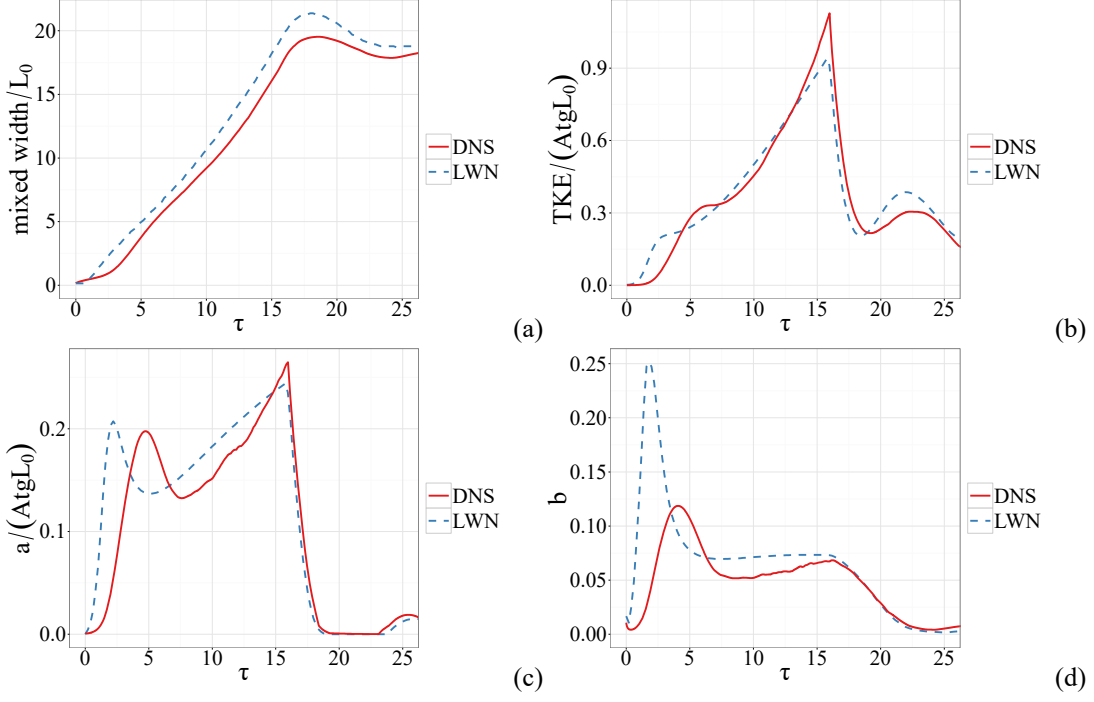 mixed width/L₀
20
15
10
5
0
0 5 10 15 20 25
τ
DNS
LWN
(a)
TKE/(AtgL₀)
0.9
0.6
0.3
0.0
0 5 10 15 20 25
τ
DNS
LWN
(b)
a/(AtgL₀)
0.2
0.1
0.0
0 5 10 15 20 25
τ
DNS
LWN
(c)
b
0.25
0.20
0.15
0.10
0.05
0.00
0 5 10 15 20 25
τ
DNS
LWN
(d)